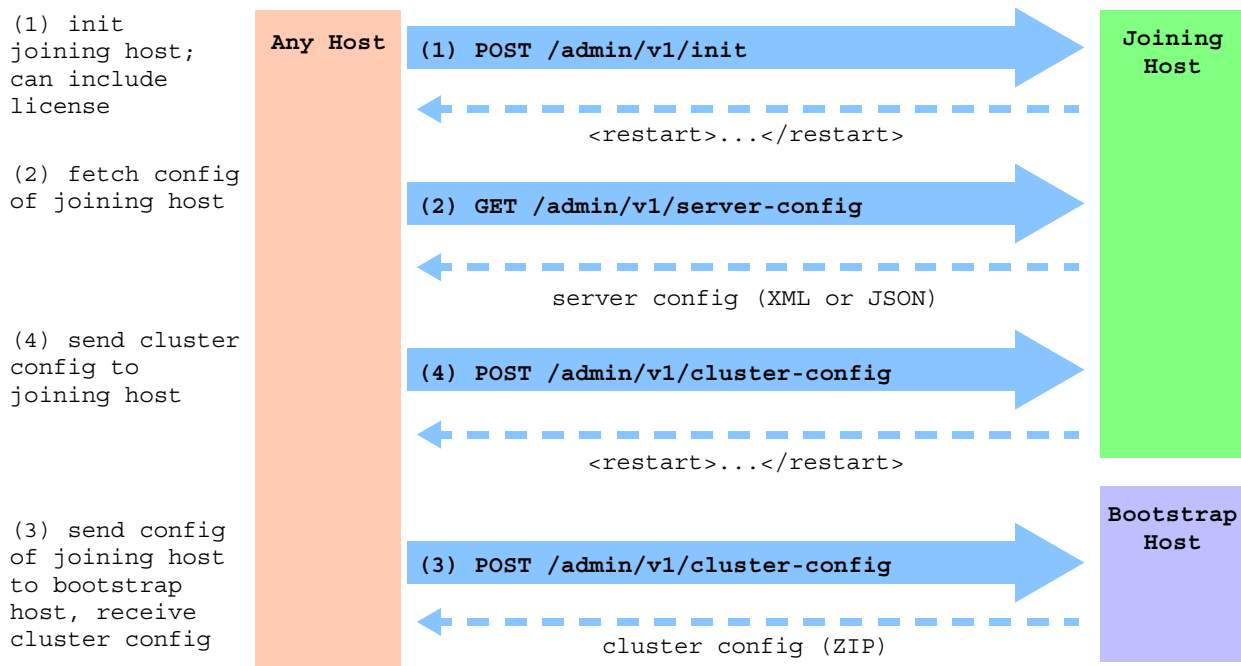 (1) init
joining host;
can include
license
Any Host
(1) POST /admin/v1/init
Joining
Host
<restart>...</restart>
(2) fetch config
of joining host
(2) GET /admin/v1/server-config
server config (XML or JSON)
(4) send cluster
config to
joining host
(4) POST /admin/v1/cluster-config
<restart>...</restart>
(3) send config
of joining host
to bootstrap
host, receive
cluster config
(3) POST /admin/v1/cluster-config
Bootstrap
Host
cluster config (ZIP)